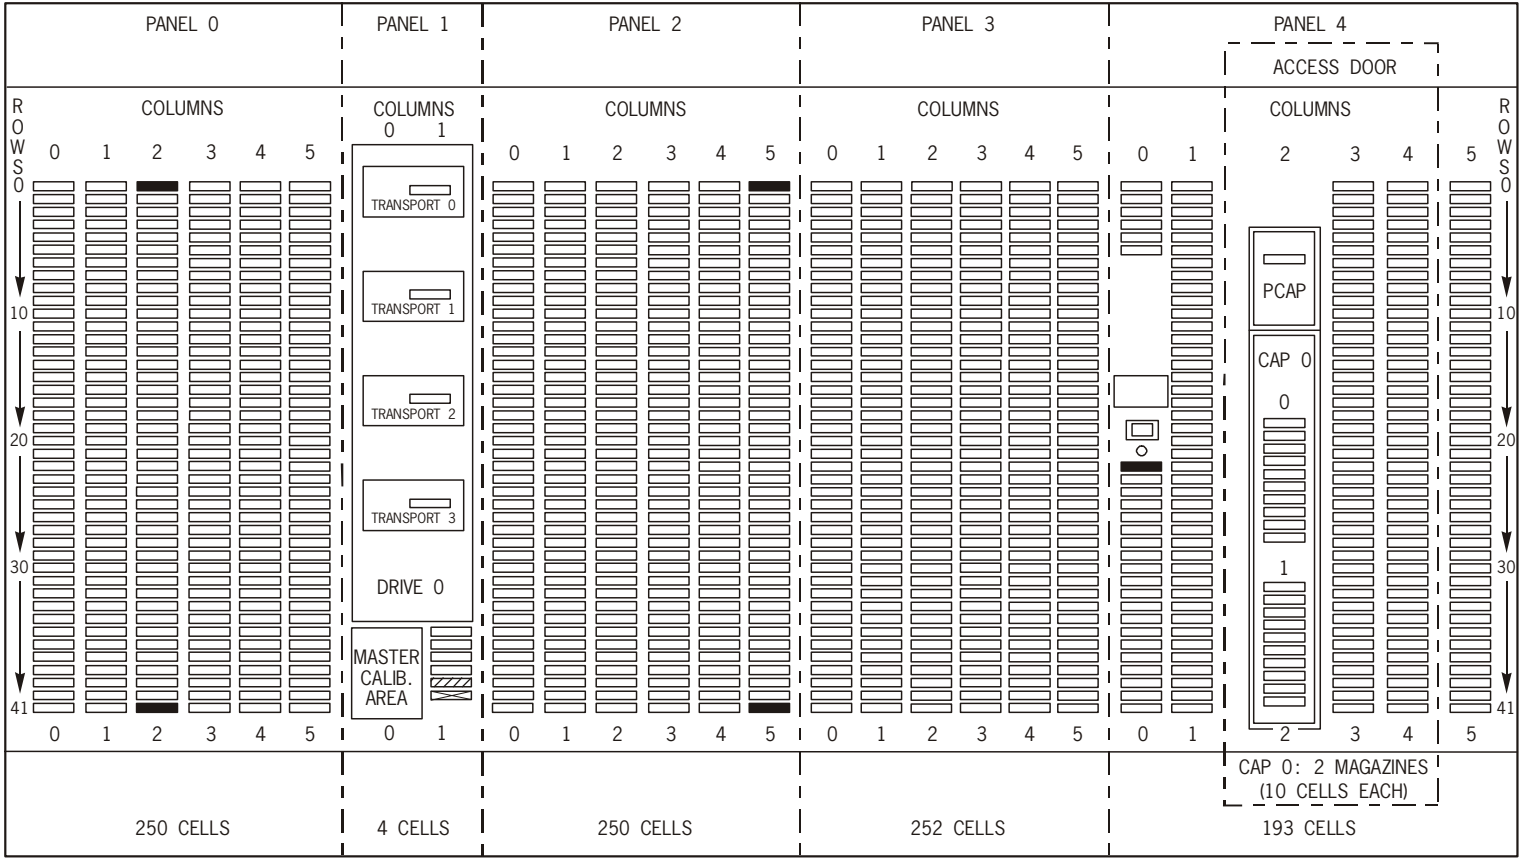 PANEL 0 PANEL 1 PANEL 2 PANEL 3 PANEL 4
ACCESS DOOR
ROWS COLUMNS COLUMNS COLUMNS COLUMNS COLUMNS ROWS
0 1
0 1 2 3 4 5 0 1 2 3 4 5 0 1 2 3 4 5 0 1 2 3 4 5
0 0
TRANSPORT 0
PCAP
TRANSPORT 1
10 10
CAP 0
0
TRANSPORT 2
20 20
TRANSPORT 3
30 1 30
DRIVE 0
MASTER
CALIB.
AREA
41 41
0 1 2 3 4 5 0 1 0 1 2 3 4 5 0 1 2 3 4 5 0 1 2 3 4 5
CAP 0: 2 MAGAZINES
(10 CELLS EACH)
250 CELLS 4 CELLS 250 CELLS 252 CELLS 193 CELLS